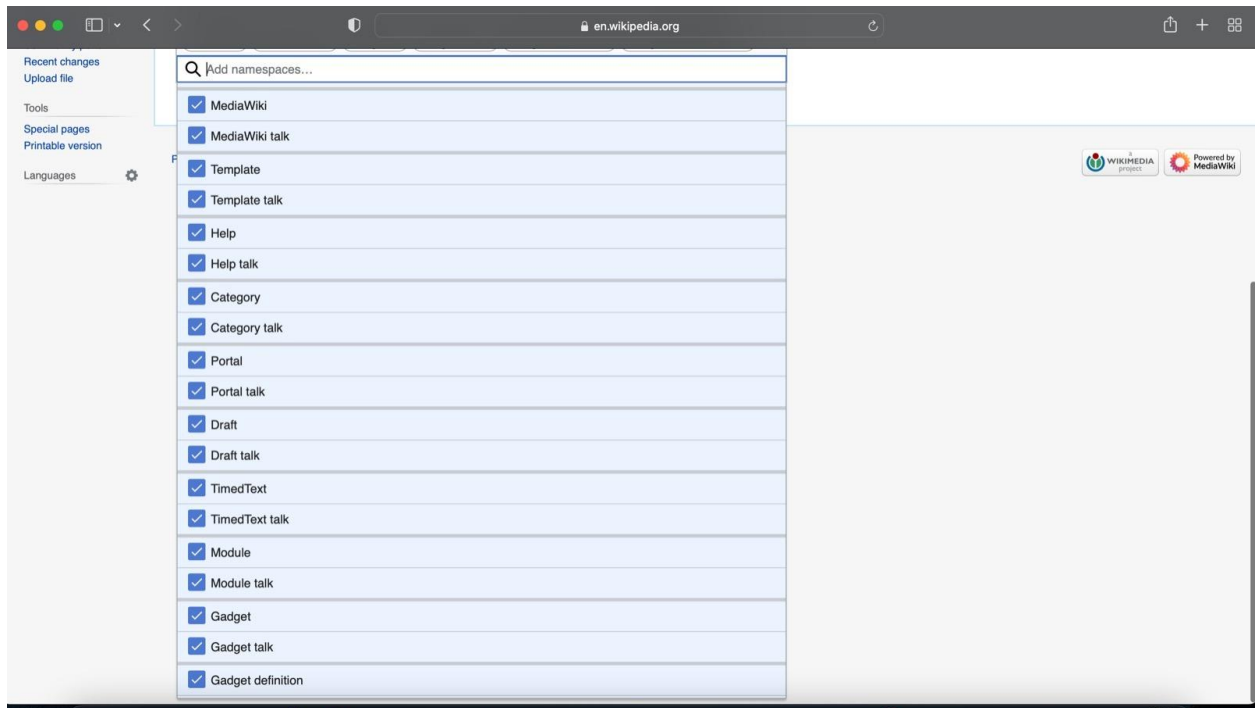 en.wikipedia.org
Recent changes
Upload file
Tools
Special pages
Printable version
Languages
Add namespaces...
MediaWiki
MediaWiki talk
Template
Template talk
Help
Help talk
Category
Category talk
Portal
Portal talk
Draft
Draft talk
TimedText
TimedText talk
Module
Module talk
Gadget
Gadget talk
Gadget definition
a
WIKIMEDIA
project
Powered by
MediaWiki